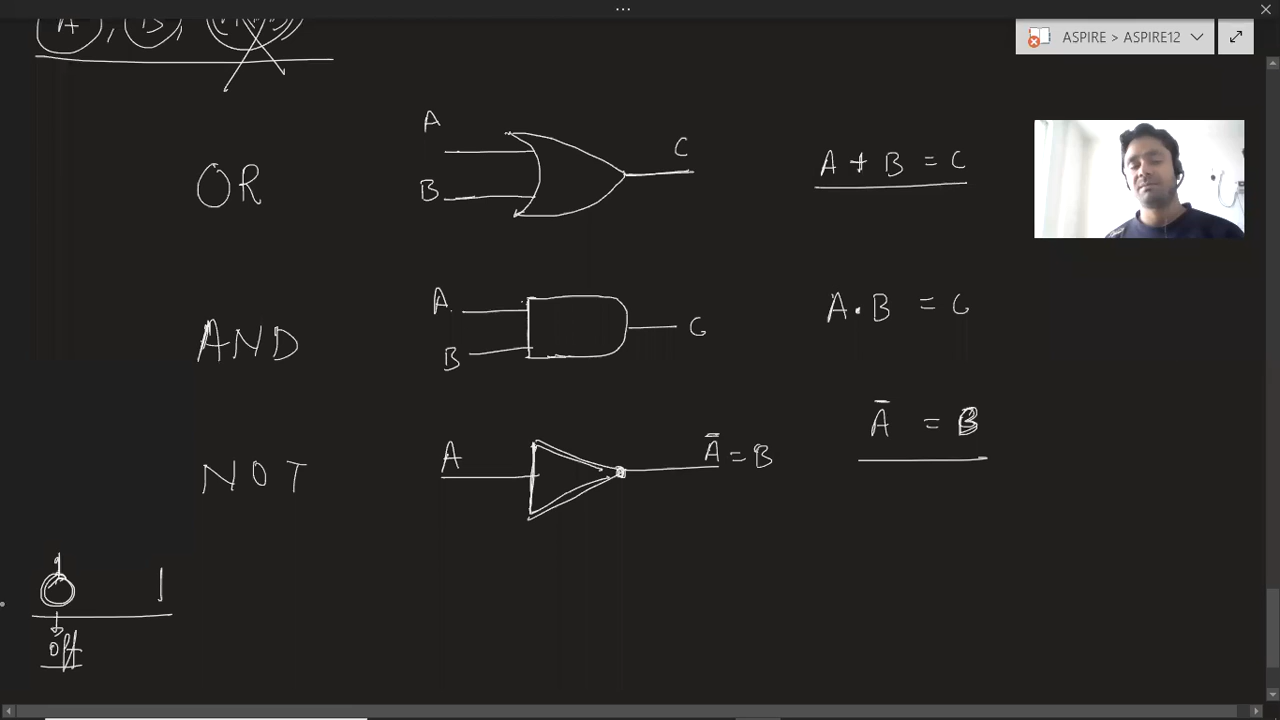 A, B,
ASPIRE > ASPIRE12
A
B
C
OR
A + B = C
A
B
C
AND
A . B = C
A
Ā = B
NOT
Ā = B
0 1
off